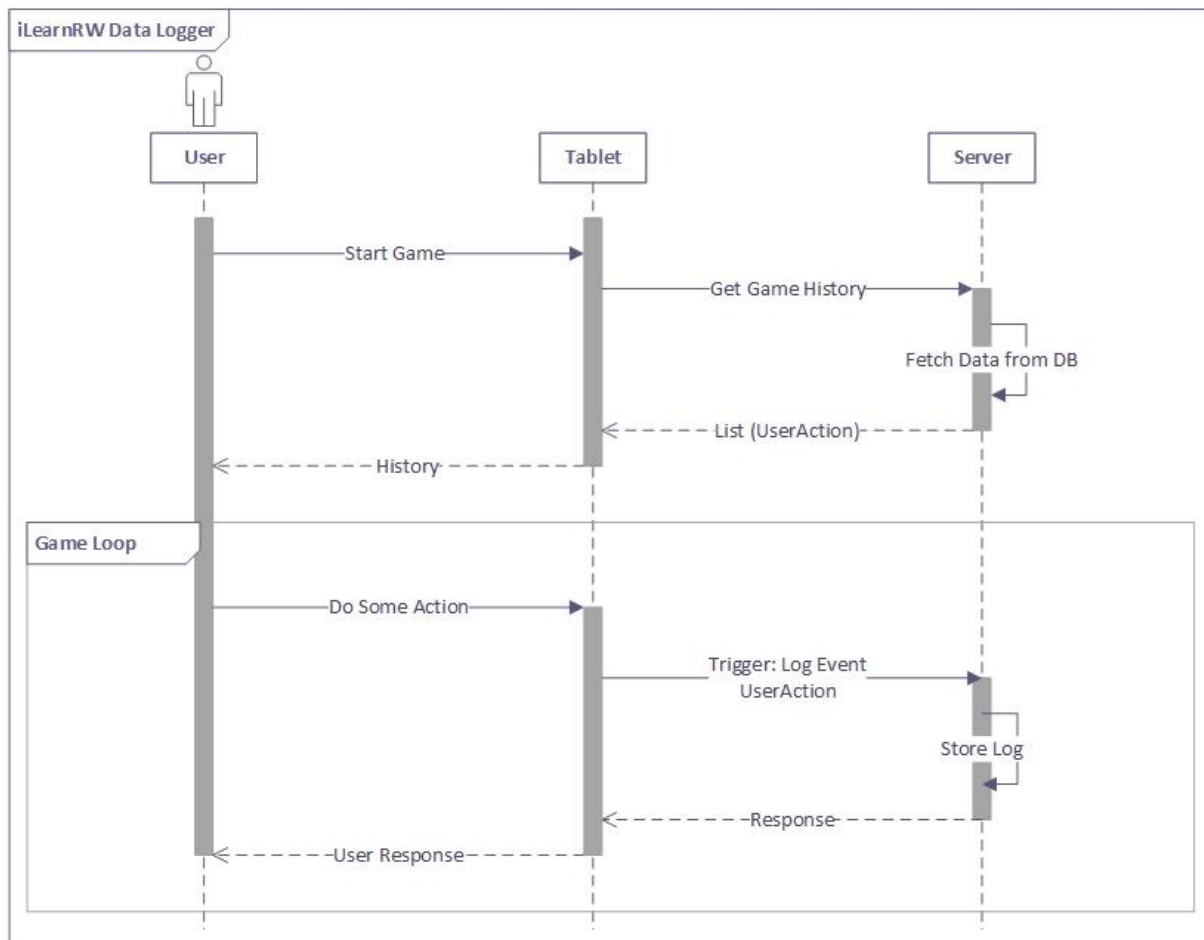 iLearnRW Data Logger
User
Tablet
Server
Start Game
Get Game History
Fetch Data from DB
List (UserAction)
History
Game Loop
Do Some Action
Trigger: Log Event
UserAction
Store Log
Response
User Response